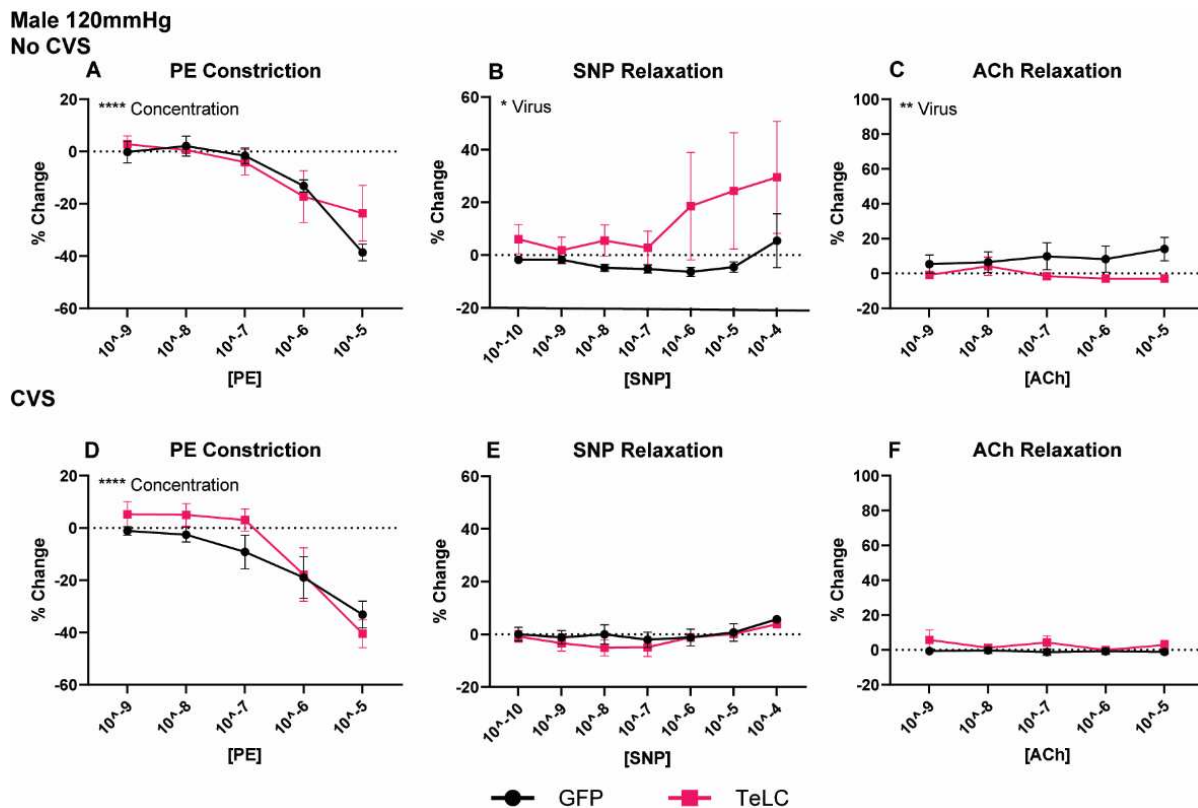 Male 120mmHg
No CVS
A PE Constriction
**** Concentration
20
0
-20
-40
-60
% Change
10^-9 10^-8 10^-7 10^-6 10^-5
[PE]
B SNP Relaxation
* Virus
60
40
20
0
-20
% Change
10^-10 10^-9 10^-8 10^-7 10^-6 10^-5 10^-4
[SNP]
C ACh Relaxation
** Virus
100
80
60
40
20
0
-20
% Change
10^-9 10^-8 10^-7 10^-6 10^-5
[ACh]
CVS
D PE Constriction
**** Concentration
20
0
-20
-40
-60
% Change
10^-9 10^-8 10^-7 10^-6 10^-5
[PE]
E SNP Relaxation
60
40
20
0
-20
% Change
10^-10 10^-9 10^-8 10^-7 10^-6 10^-5 10^-4
[SNP]
F ACh Relaxation
100
80
60
40
20
0
-20
% Change
10^-9 10^-8 10^-7 10^-6 10^-5
[ACh]
GFP TeLC